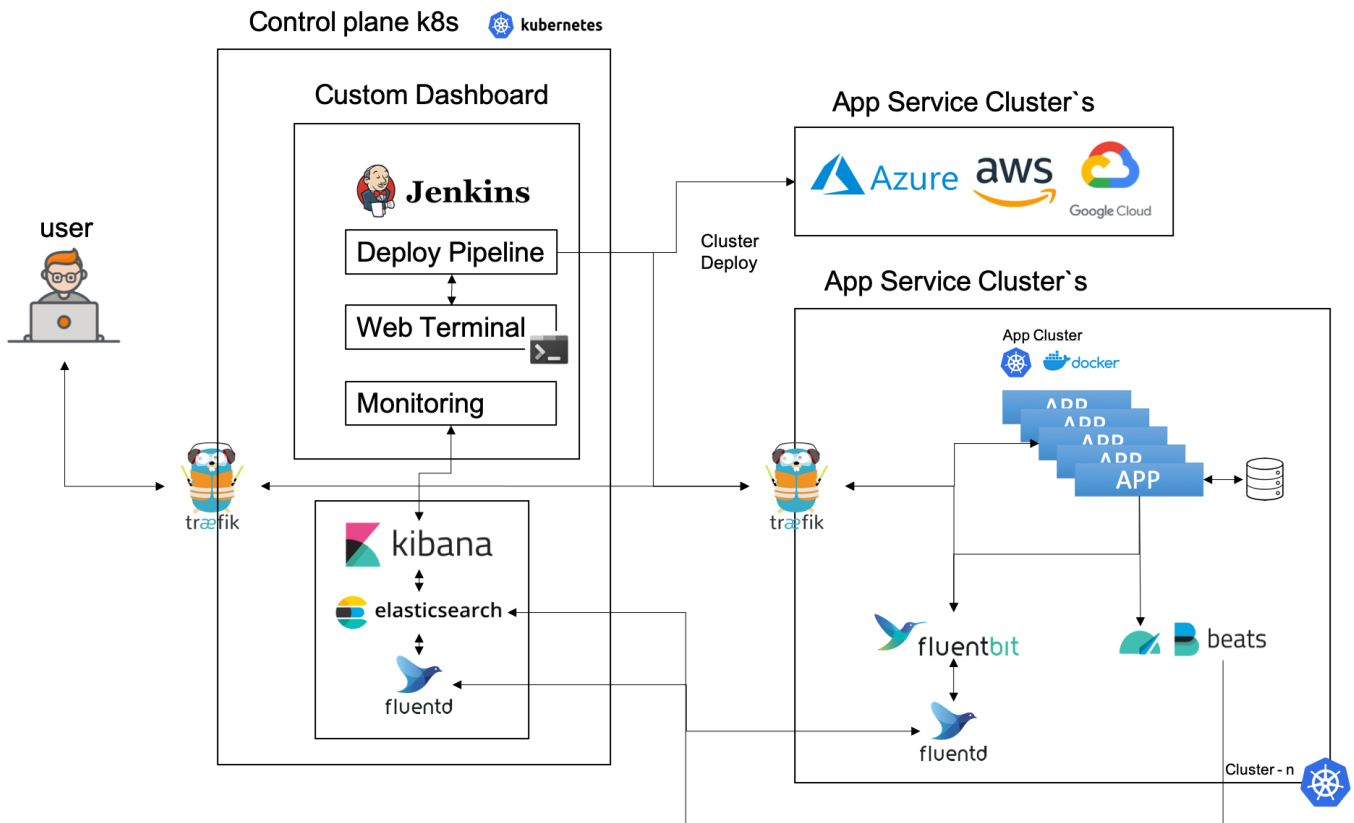 Control plane k8s
kubernetes
Custom Dashboard
Jenkins
Deploy Pipeline
Web Terminal
>_
Monitoring
user
træfik
kibana
elasticsearch
fluentd
Cluster
Deploy
App Service Cluster`s
Azure
aws
Google Cloud
App Service Cluster`s
App Cluster
docker
APP
APP
APP
APP
APP
træfik
fluentbit
beats
fluentd
Cluster - n